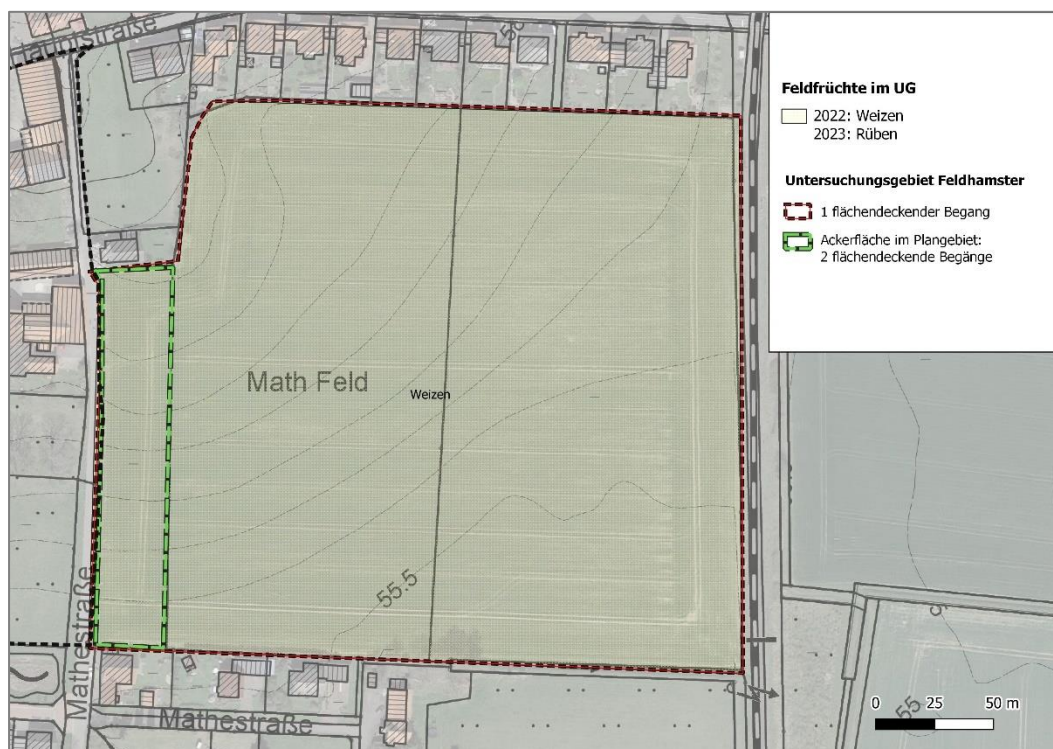 Feldfrüchte im UG
2022: Weizen
2023: Rüben
Untersuchungsgebiet Feldhamster
1 flächendeckender Begang
Ackerfläche im Plangebiet:
2 flächendeckende Begänge
Math Feld
Weizen
55.5
Mathestraße
Mathestraße
0 25 50 m
55